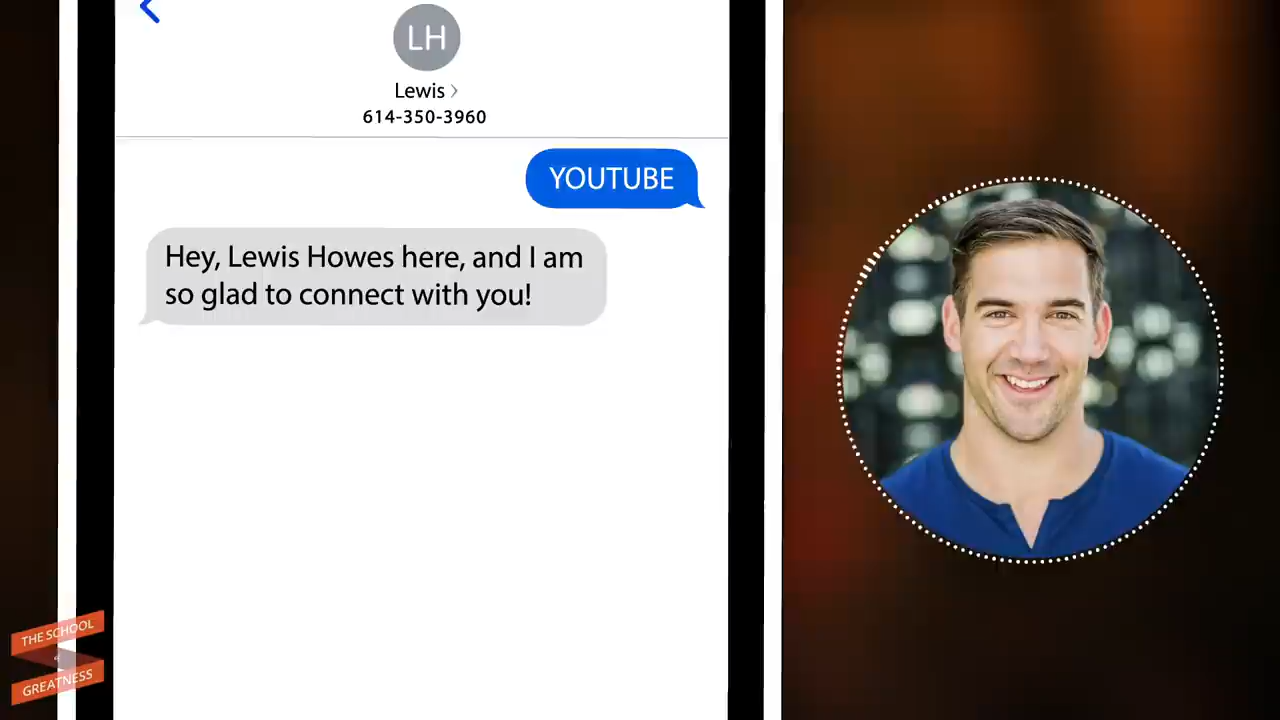 LH
Lewis
614-350-3960
YOUTUBE
Hey, Lewis Howes here, and I am
so glad to connect with you!
THE SCHOOL
GREATNESS